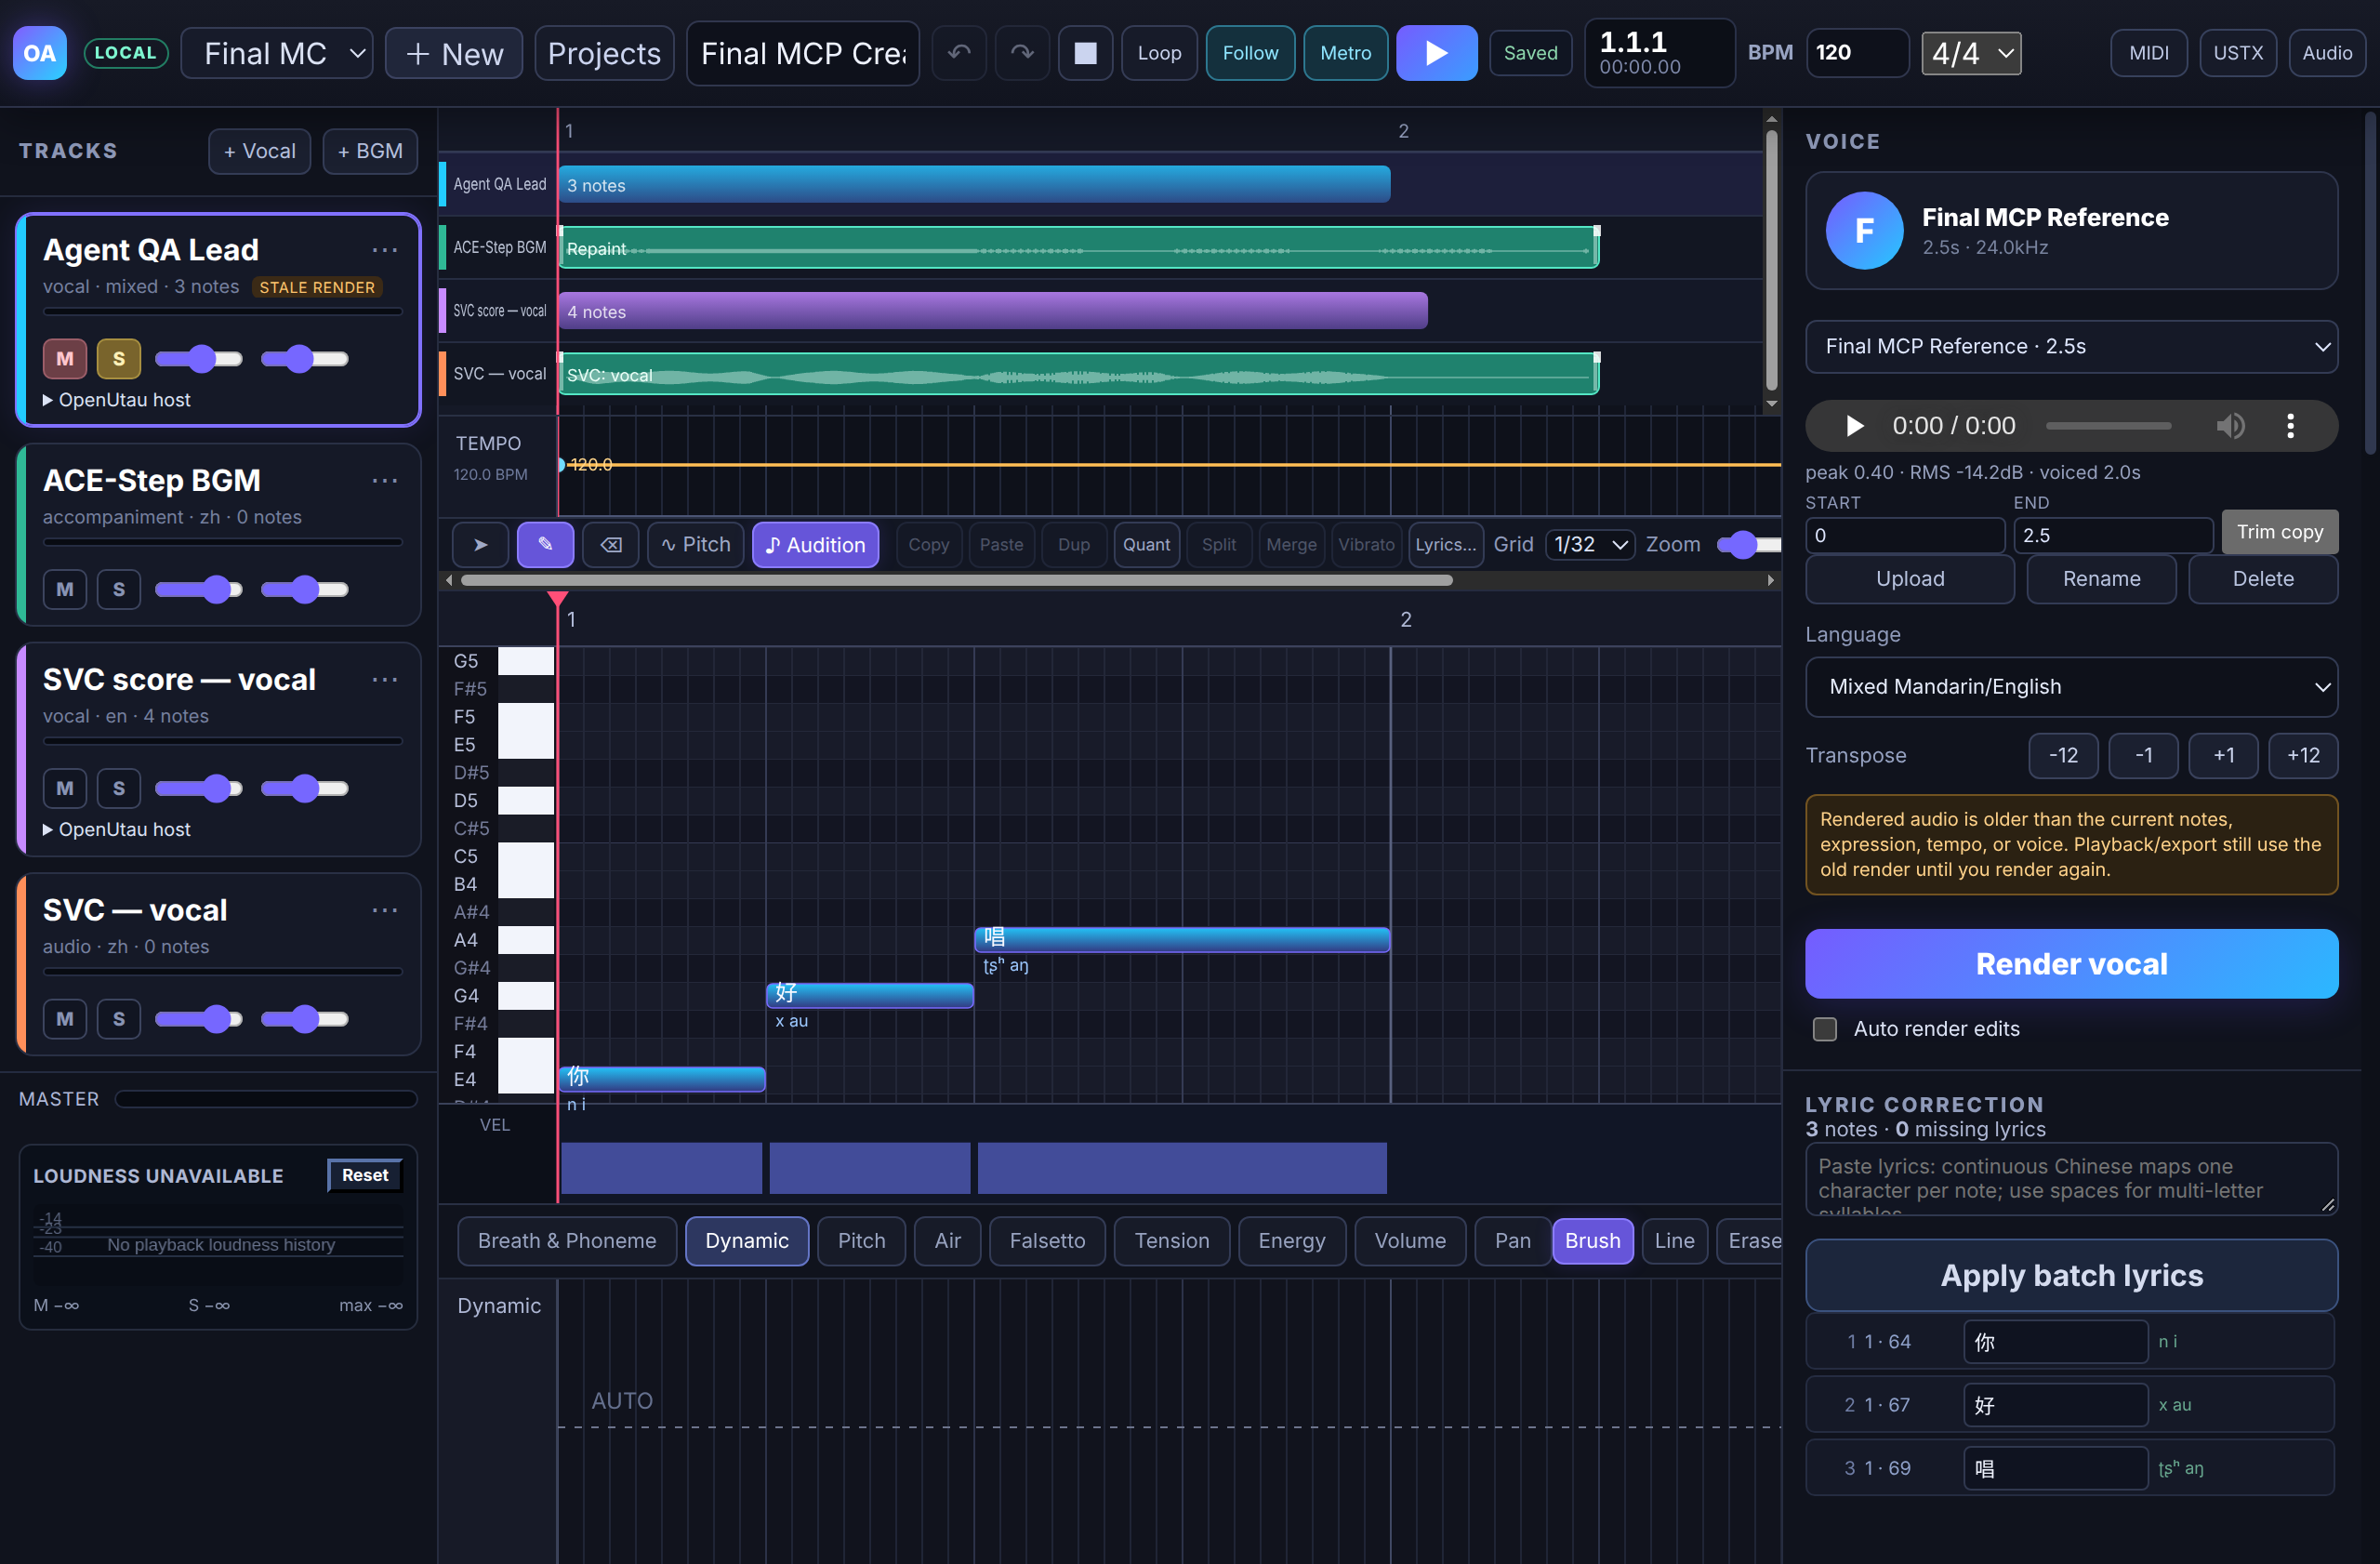 OA LOCAL Final MC + New Projects Final MCP Crea Loop Follow Metro Saved 1.1.1 00:00.00 BPM 120 4/4 MIDI USTX Audio
TRACKS + Vocal + BGM
Agent QA Lead
vocal · mixed · 3 notes STALE RENDER
M S
OpenUtau host
ACE-Step BGM
accompaniment · zh · 0 notes
M S
SVC score — vocal
vocal · en · 4 notes
M S
OpenUtau host
SVC — vocal
audio · zh · 0 notes
M S
MASTER
LOUDNESS UNAVAILABLE Reset
-14
-23
-40 No playback loudness history
M −∞ S −∞ max −∞
1 2
Agent QA Lead 3 notes
ACE-Step BGM Repaint
SVC score — vocal 4 notes
SVC — vocal SVC: vocal
TEMPO
120.0 BPM
120.0
Pitch Audition Copy Paste Dup Quant Split Merge Vibrato Lyrics... Grid 1/32 Zoom
1 2
G5
F#5
F5
E5
D#5
D5
C#5
C5
B4
A#4
A4 唱
G#4 ʈʂʰ aŋ
G4 好
F#4 x au
F4
E4 你
D#4 n i
VEL
Breath & Phoneme Dynamic Pitch Air Falsetto Tension Energy Volume Pan Brush Line Erase
Dynamic
AUTO
VOICE
F Final MCP Reference
2.5s · 24.0kHz
Final MCP Reference · 2.5s
0:00 / 0:00
peak 0.40 · RMS -14.2dB · voiced 2.0s
START END
0 2.5 Trim copy
Upload Rename Delete
Language
Mixed Mandarin/English
Transpose -12 -1 +1 +12
Rendered audio is older than the current notes,
expression, tempo, or voice. Playback/export still use the
old render until you render again.
Render vocal
Auto render edits
LYRIC CORRECTION
3 notes · 0 missing lyrics
Paste lyrics: continuous Chinese maps one
character per note; use spaces for multi-letter
syllables
Apply batch lyrics
1 1 · 64 你 n i
2 1 · 67 好 x au
3 1 · 69 唱 ʈʂʰ aŋ